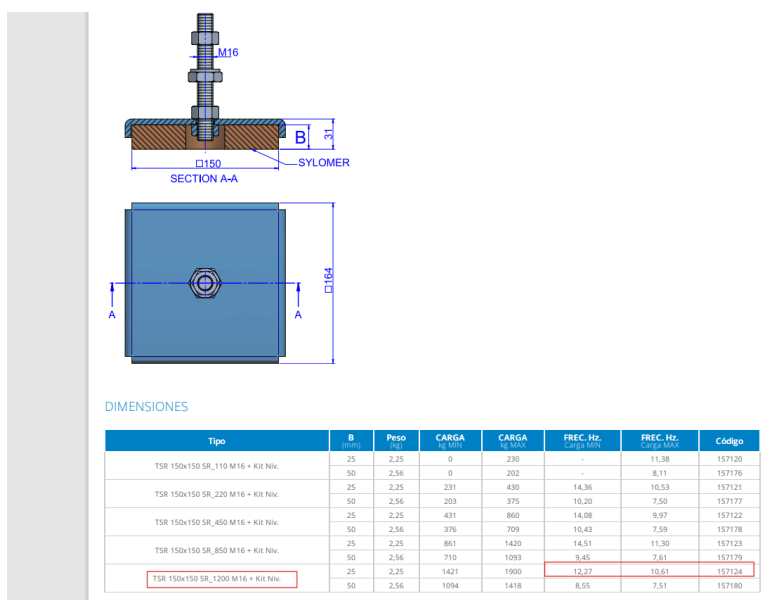 M16
B
31
□150
SYLOMER
SECTION A-A
□164
A
A
DIMENSIONES
Tipo B (mm) Peso (kg) CARGA kg MIN CARGA kg MAX FREC. Hz. Carga MIN FREC. Hz. Carga MAX Código
TSR 150x150 SR_110 M16 + Kit Niv.
25 2,25 0 230 - 11,38 157120
50 2,56 0 202 - 8,11 157176
TSR 150x150 SR_220 M16 + Kit Niv.
25 2,25 231 430 14,36 10,53 157121
50 2,56 203 375 10,20 7,50 157177
TSR 150x150 SR_450 M16 + Kit Niv.
25 2,25 431 860 14,08 9,97 157122
50 2,56 376 709 10,43 7,59 157178
TSR 150x150 SR_850 M16 + Kit Niv.
25 2,25 861 1420 14,51 11,30 157123
50 2,56 710 1093 9,45 7,61 157179
TSR 150x150 SR_1200 M16 + Kit Niv.
25 2,25 1421 1900 12,27 10,61 157124
50 2,56 1094 1418 8,55 7,51 157180